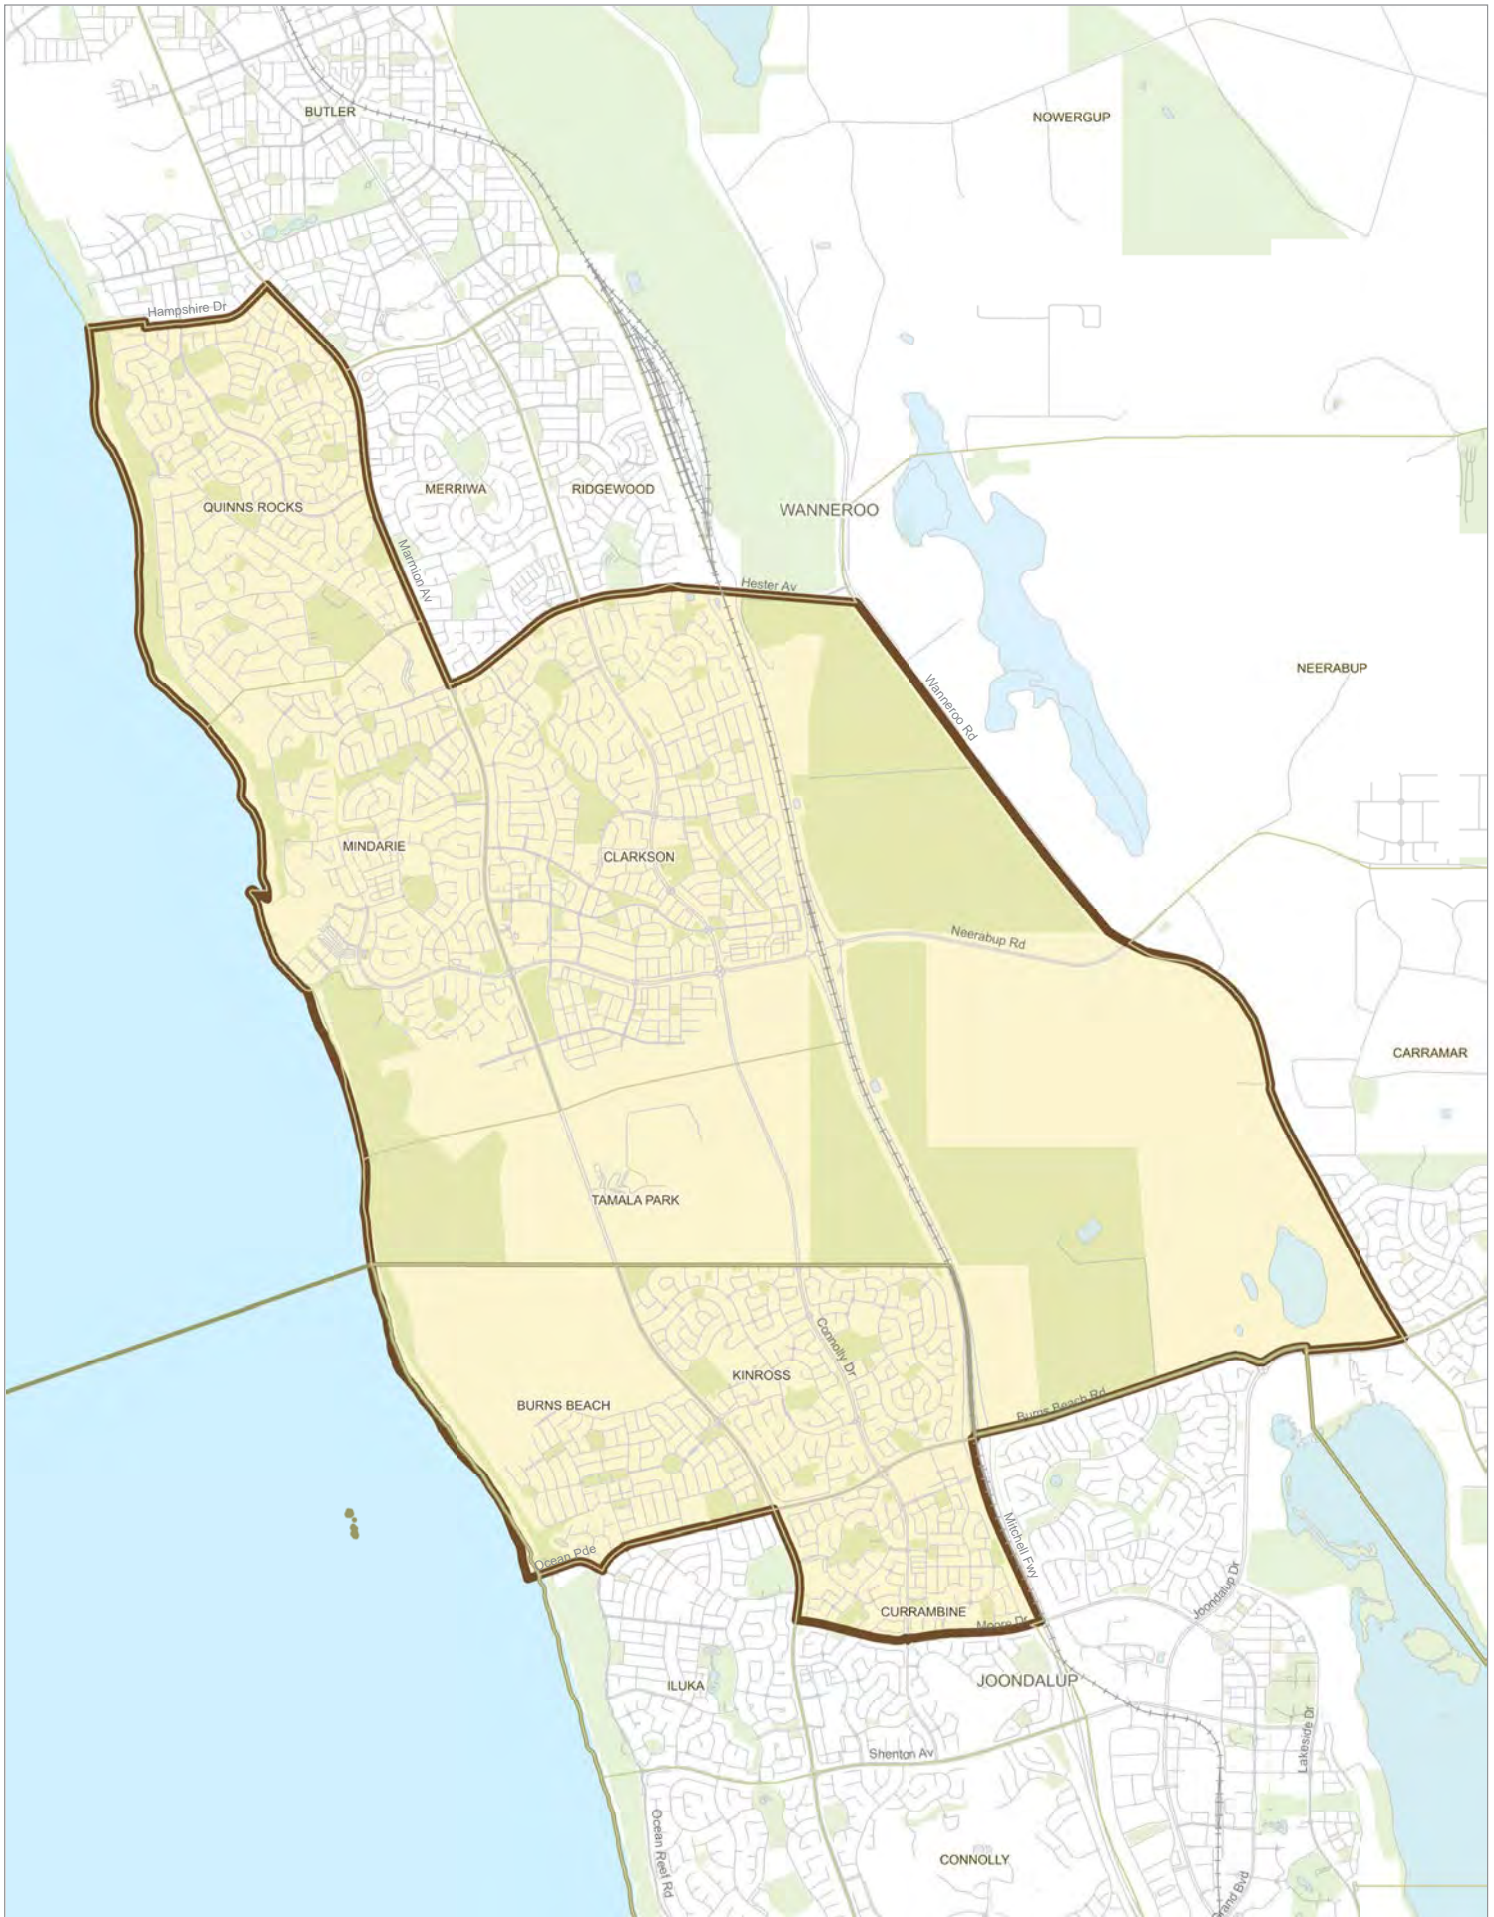 BUTLER
NOWERGUP
Hampshire Dr
MERRIWA
RIDGEWOOD
QUINNS ROCKS
WANNEROO
Marmion Av
Hester Av
NEERABUP
Wanneroo Rd
MINDARIE
CLARKSON
Neerabup Rd
CARRAMAR
TAMALA PARK
Connolly Dr
KINROSS
BURNS BEACH
Burns Beach Rd
Mitchell Fwy
Ocean Pde
Joondalup Dr
CURRAMBINE
Moore Dr
JOONDALUP
ILUKA
Lakeside Dr
Shenton Av
Ocean Reef Rd
CONNOLLY
Grand Bvd